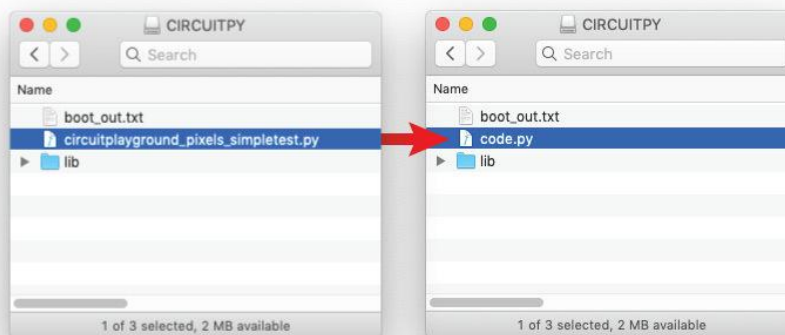 CIRCUITPY
Search
Name
boot_out.txt
circuitplayground_pixels_simpletest.py
lib
1 of 3 selected, 2 MB available
CIRCUITPY
Search
Name
boot_out.txt
code.py
lib
1 of 3 selected, 2 MB available